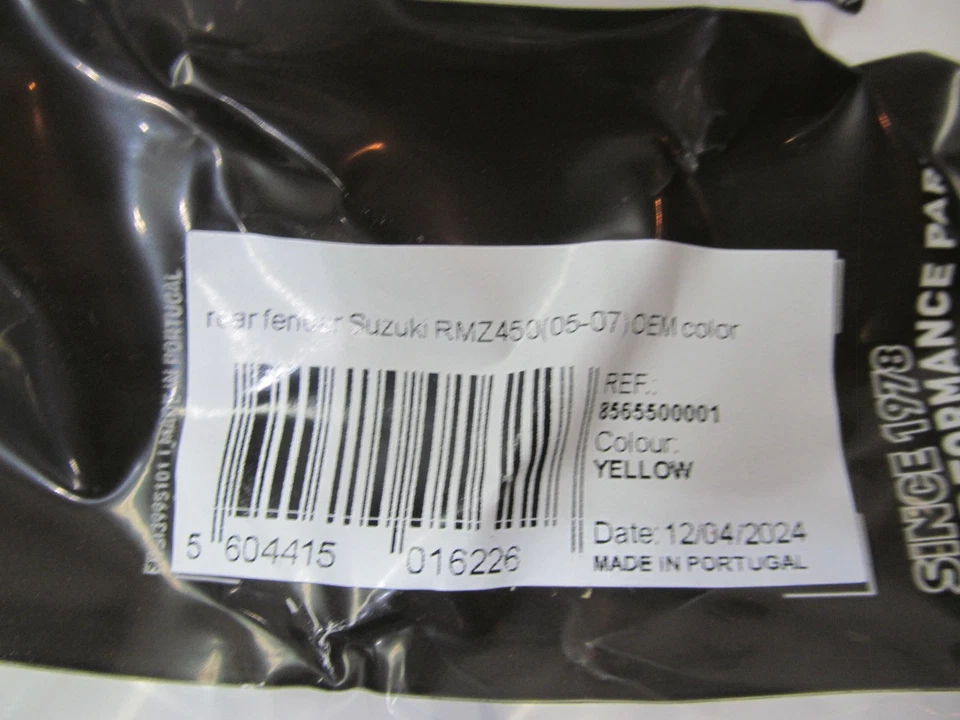 rear fender Suzuki RMZ450(05-07)OEM color
REF.:
8565500001
Colour:
YELLOW
Date: 12/04/2024
MADE IN PORTUGAL
5 604415 016226
SINCE 1978
PORTUGAL